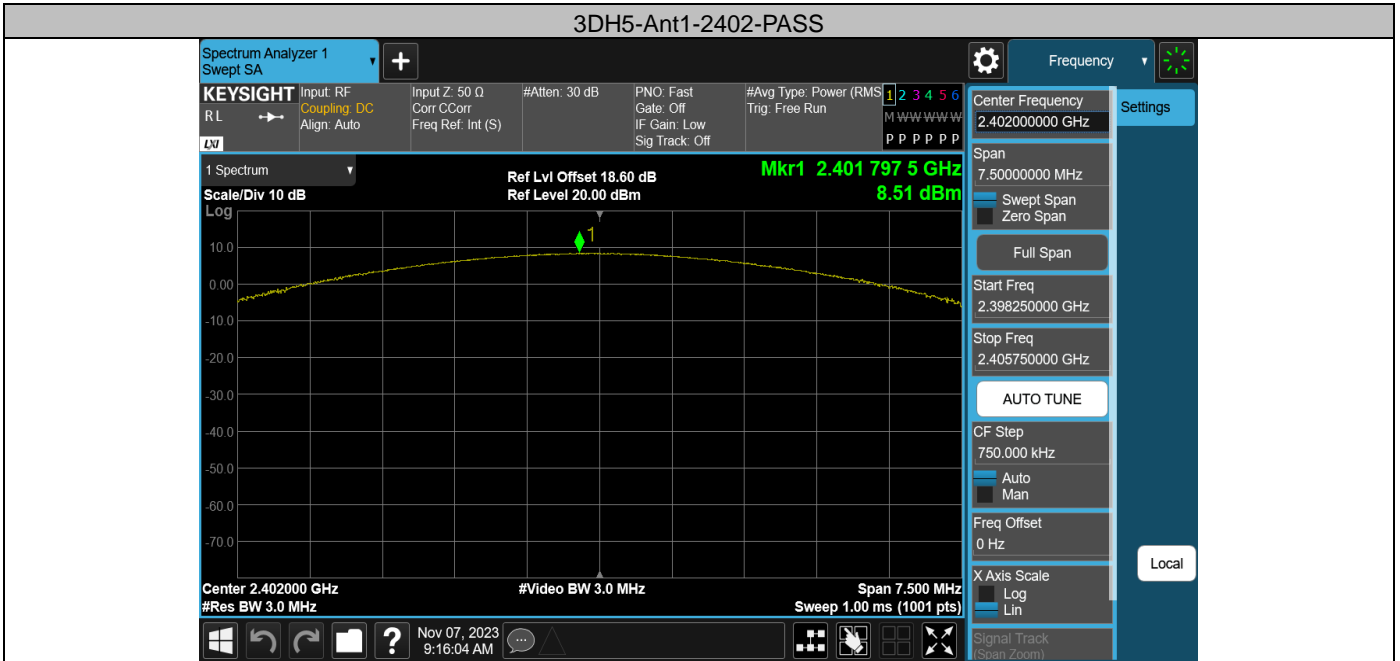 3DH5-Ant1-2402-PASS
Spectrum Analyzer 1
Swept SA
+
Frequency
KEYSIGHT
RL
LXI
Input: RF
Coupling: DC
Align: Auto
Input Z: 50 Ω
Corr CCorr
Freq Ref: Int (S)
#Atten: 30 dB
PNO: Fast
Gate: Off
IF Gain: Low
Sig Track: Off
#Avg Type: Power (RMS
Trig: Free Run
1 2 3 4 5 6
M W W W W W
P P P P P P
Center Frequency
2.402000000 GHz
Settings
Span
7.50000000 MHz
Swept Span
Zero Span
Full Span
Start Freq
2.398250000 GHz
Stop Freq
2.405750000 GHz
AUTO TUNE
CF Step
750.000 kHz
Auto
Man
Freq Offset
0 Hz
X Axis Scale
Log
Lin
Signal Track
(Span Zoom)
Local
1 Spectrum
Scale/Div 10 dB
Ref Lvl Offset 18.60 dB
Ref Level 20.00 dBm
Mkr1 2.401 797 5 GHz
8.51 dBm
Log
1
10.0
0.00
-10.0
-20.0
-30.0
-40.0
-50.0
-60.0
-70.0
Center 2.402000 GHz
#Res BW 3.0 MHz
#Video BW 3.0 MHz
Span 7.500 MHz
Sweep 1.00 ms (1001 pts)
?
Nov 07, 2023
9:16:04 AM